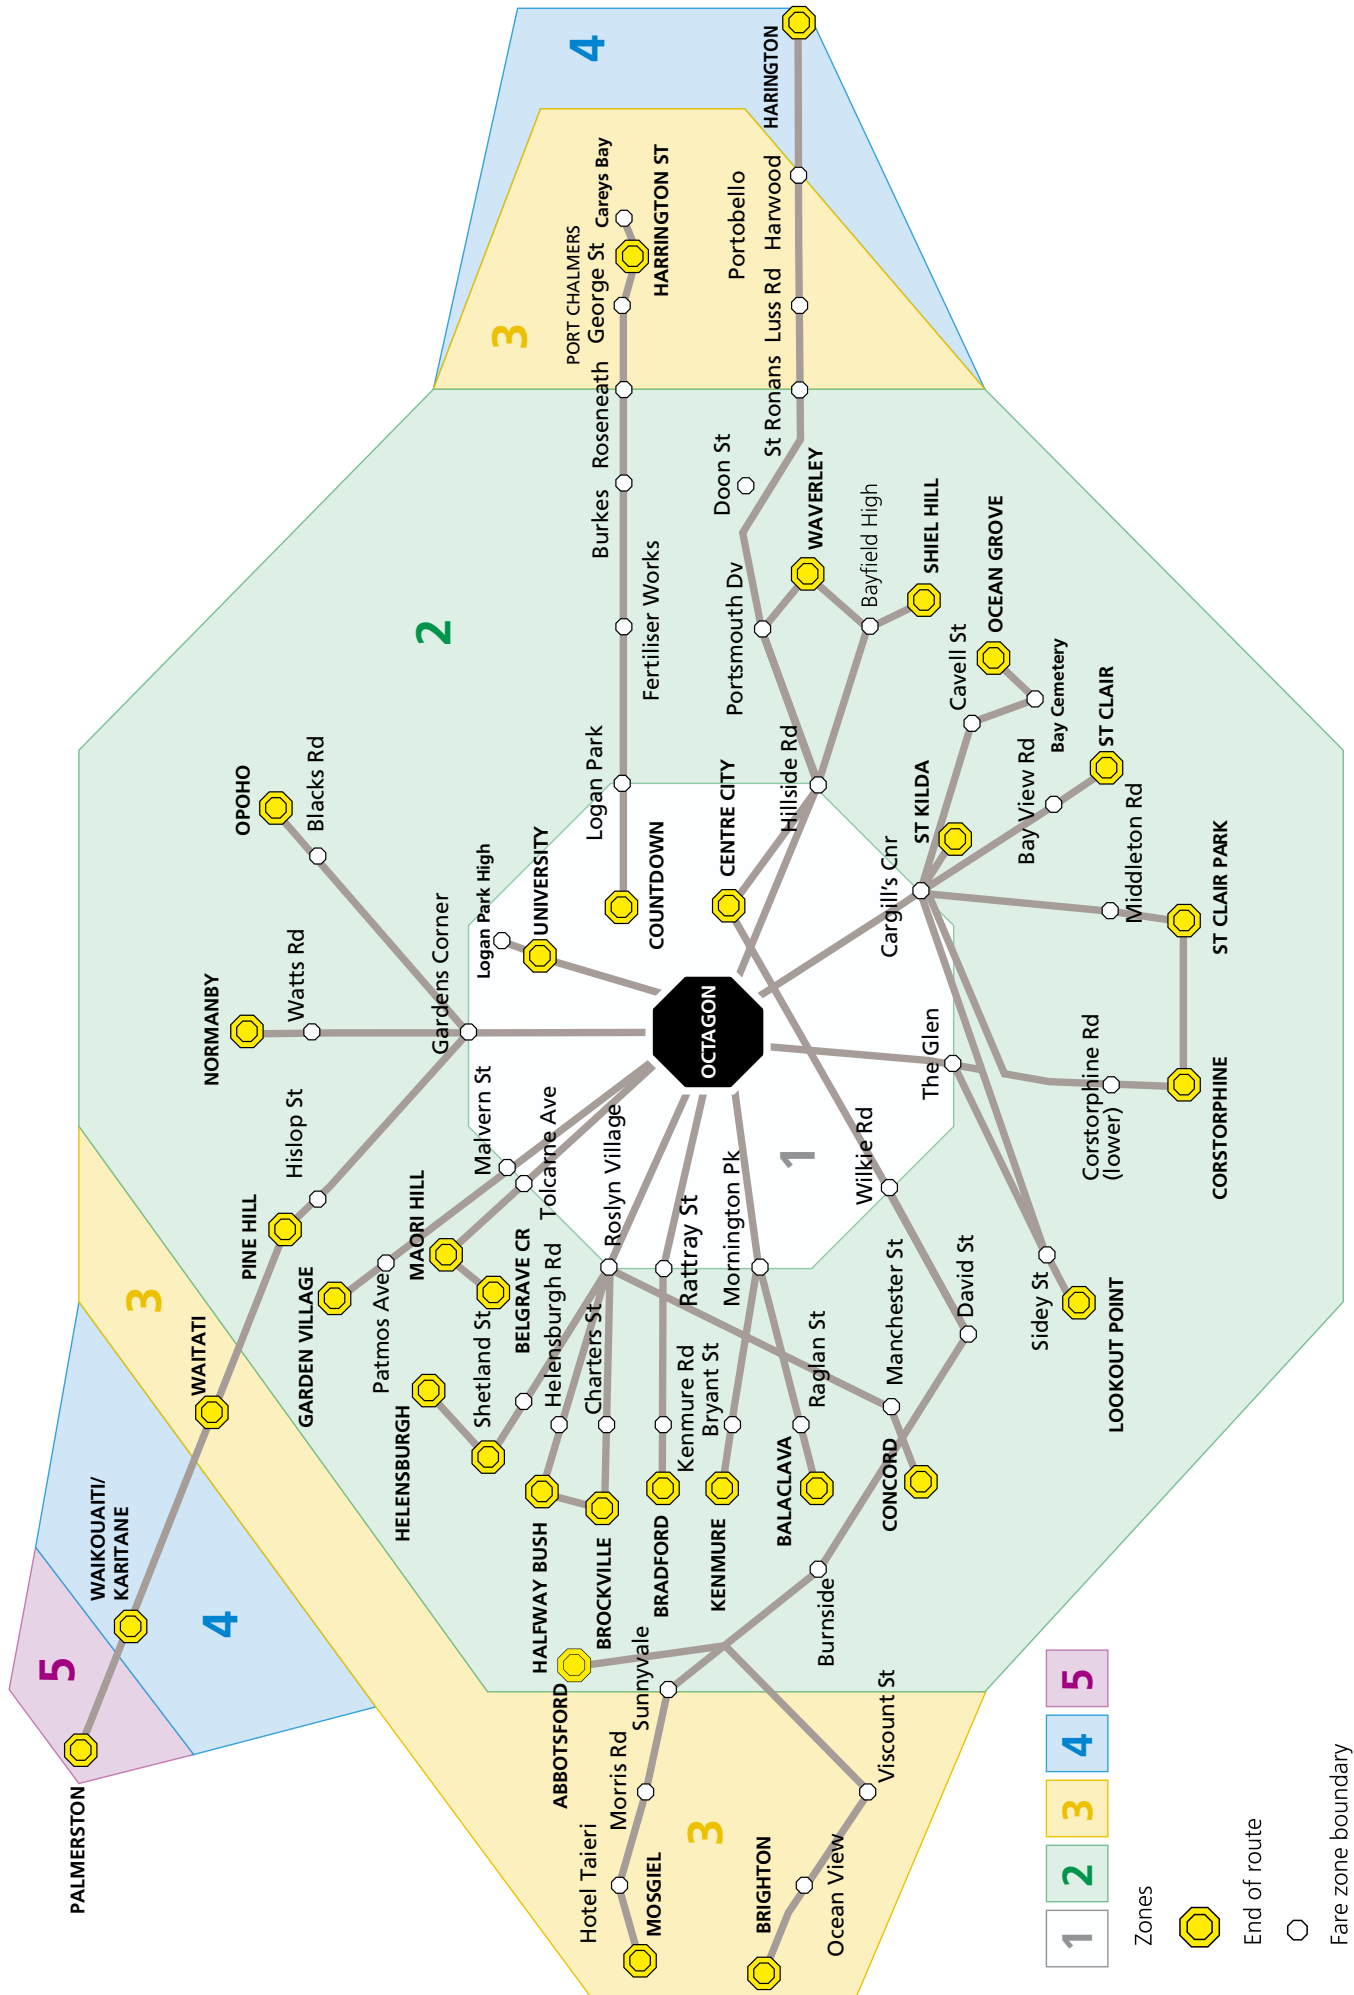 PALMERSTON
5
WAIKOUAITI/
KARITANE
4
WAITATI
3
PINE HILL
Hislop St
NORMANBY
Watts Rd
OPOHO
Blacks Rd
2
Gardens Corner
GARDEN VILLAGE
Patmos Ave
Malvern St
MAORI HILL
Tolcarne Ave
BELGRAVE CR
HELENSBURGH
Shetland St
Helensburgh Rd
Roslyn Village
HALFWAY BUSH
Charters St
BROCKVILLE
BRADFORD
Kenmure Rd
Rattray St
KENMURE
Bryant St
Mornington Pk
BALACLAVA
Raglan St
CONCORD
Manchester St
David St
Wilkie Rd
1
OCTAGON
Logan Park High
UNIVERSITY
COUNTDOWN
Logan Park
Fertiliser Works
Burkes
Roseneath
PORT CHALMERS
George St
Careys Bay
HARRINGTON ST
3
4
HARINGTON
Harwood
Portobello
Luss Rd
St Ronans
Doon St
Portsmouth Dv
WAVERLEY
Bayfield High
SHIEL HILL
CENTRE CITY
Hillside Rd
OCEAN GROVE
Cavell St
Bay Cemetery
ST KILDA
Cargill's Cnr
Bay View Rd
ST CLAIR
Middleton Rd
ST CLAIR PARK
The Glen
Corstorphine Rd
(lower)
CORSTORPHINE
Sidey St
LOOKOUT POINT
Burnside
ABBOTSFORD
Sunnyvale
Morris Rd
Hotel Taieri
MOSGIEL
3
BRIGHTON
Ocean View
Viscount St
1
2
3
4
5
Zones
End of route
Fare zone boundary